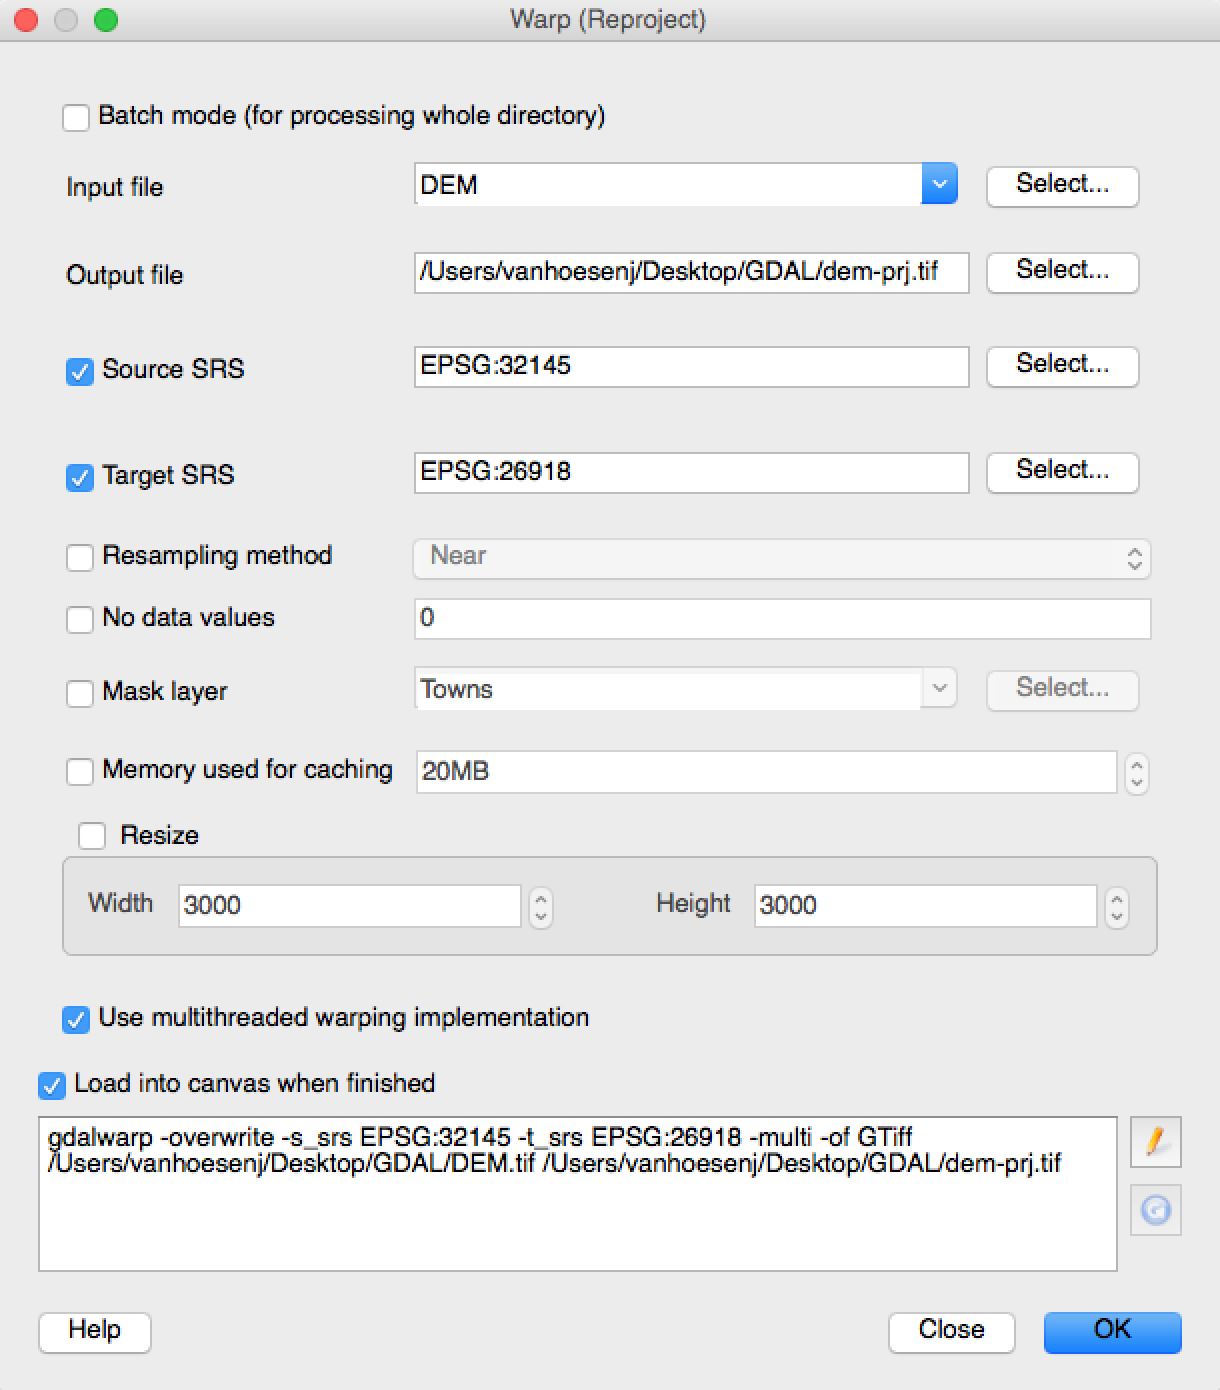 Warp (Reproject)
Batch mode (for processing whole directory)
Input file
DEM
Select...
Output file
/Users/vanhoesenj/Desktop/GDAL/dem-prj.tif
Select...
Source SRS
EPSG:32145
Select...
Target SRS
EPSG:26918
Select...
Resampling method
Near
No data values
0
Mask layer
Towns
Select...
Memory used for caching
20MB
Resize
Width
3000
Height
3000
Use multithreaded warping implementation
Load into canvas when finished
gdalwarp -overwrite -s_srs EPSG:32145 -t_srs EPSG:26918 -multi -of GTiff
/Users/vanhoesenj/Desktop/GDAL/DEM.tif /Users/vanhoesenj/Desktop/GDAL/dem-prj.tif
Help
Close
OK